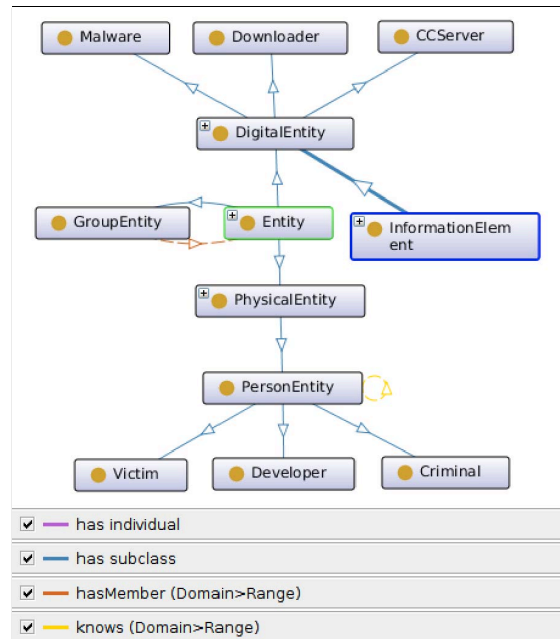 Malware
Downloader
CCServer
DigitalEntity
GroupEntity
Entity
InformationElem
ent
PhysicalEntity
PersonEntity
Victim
Developer
Criminal
has individual
has subclass
hasMember (Domain>Range)
knows (Domain>Range)